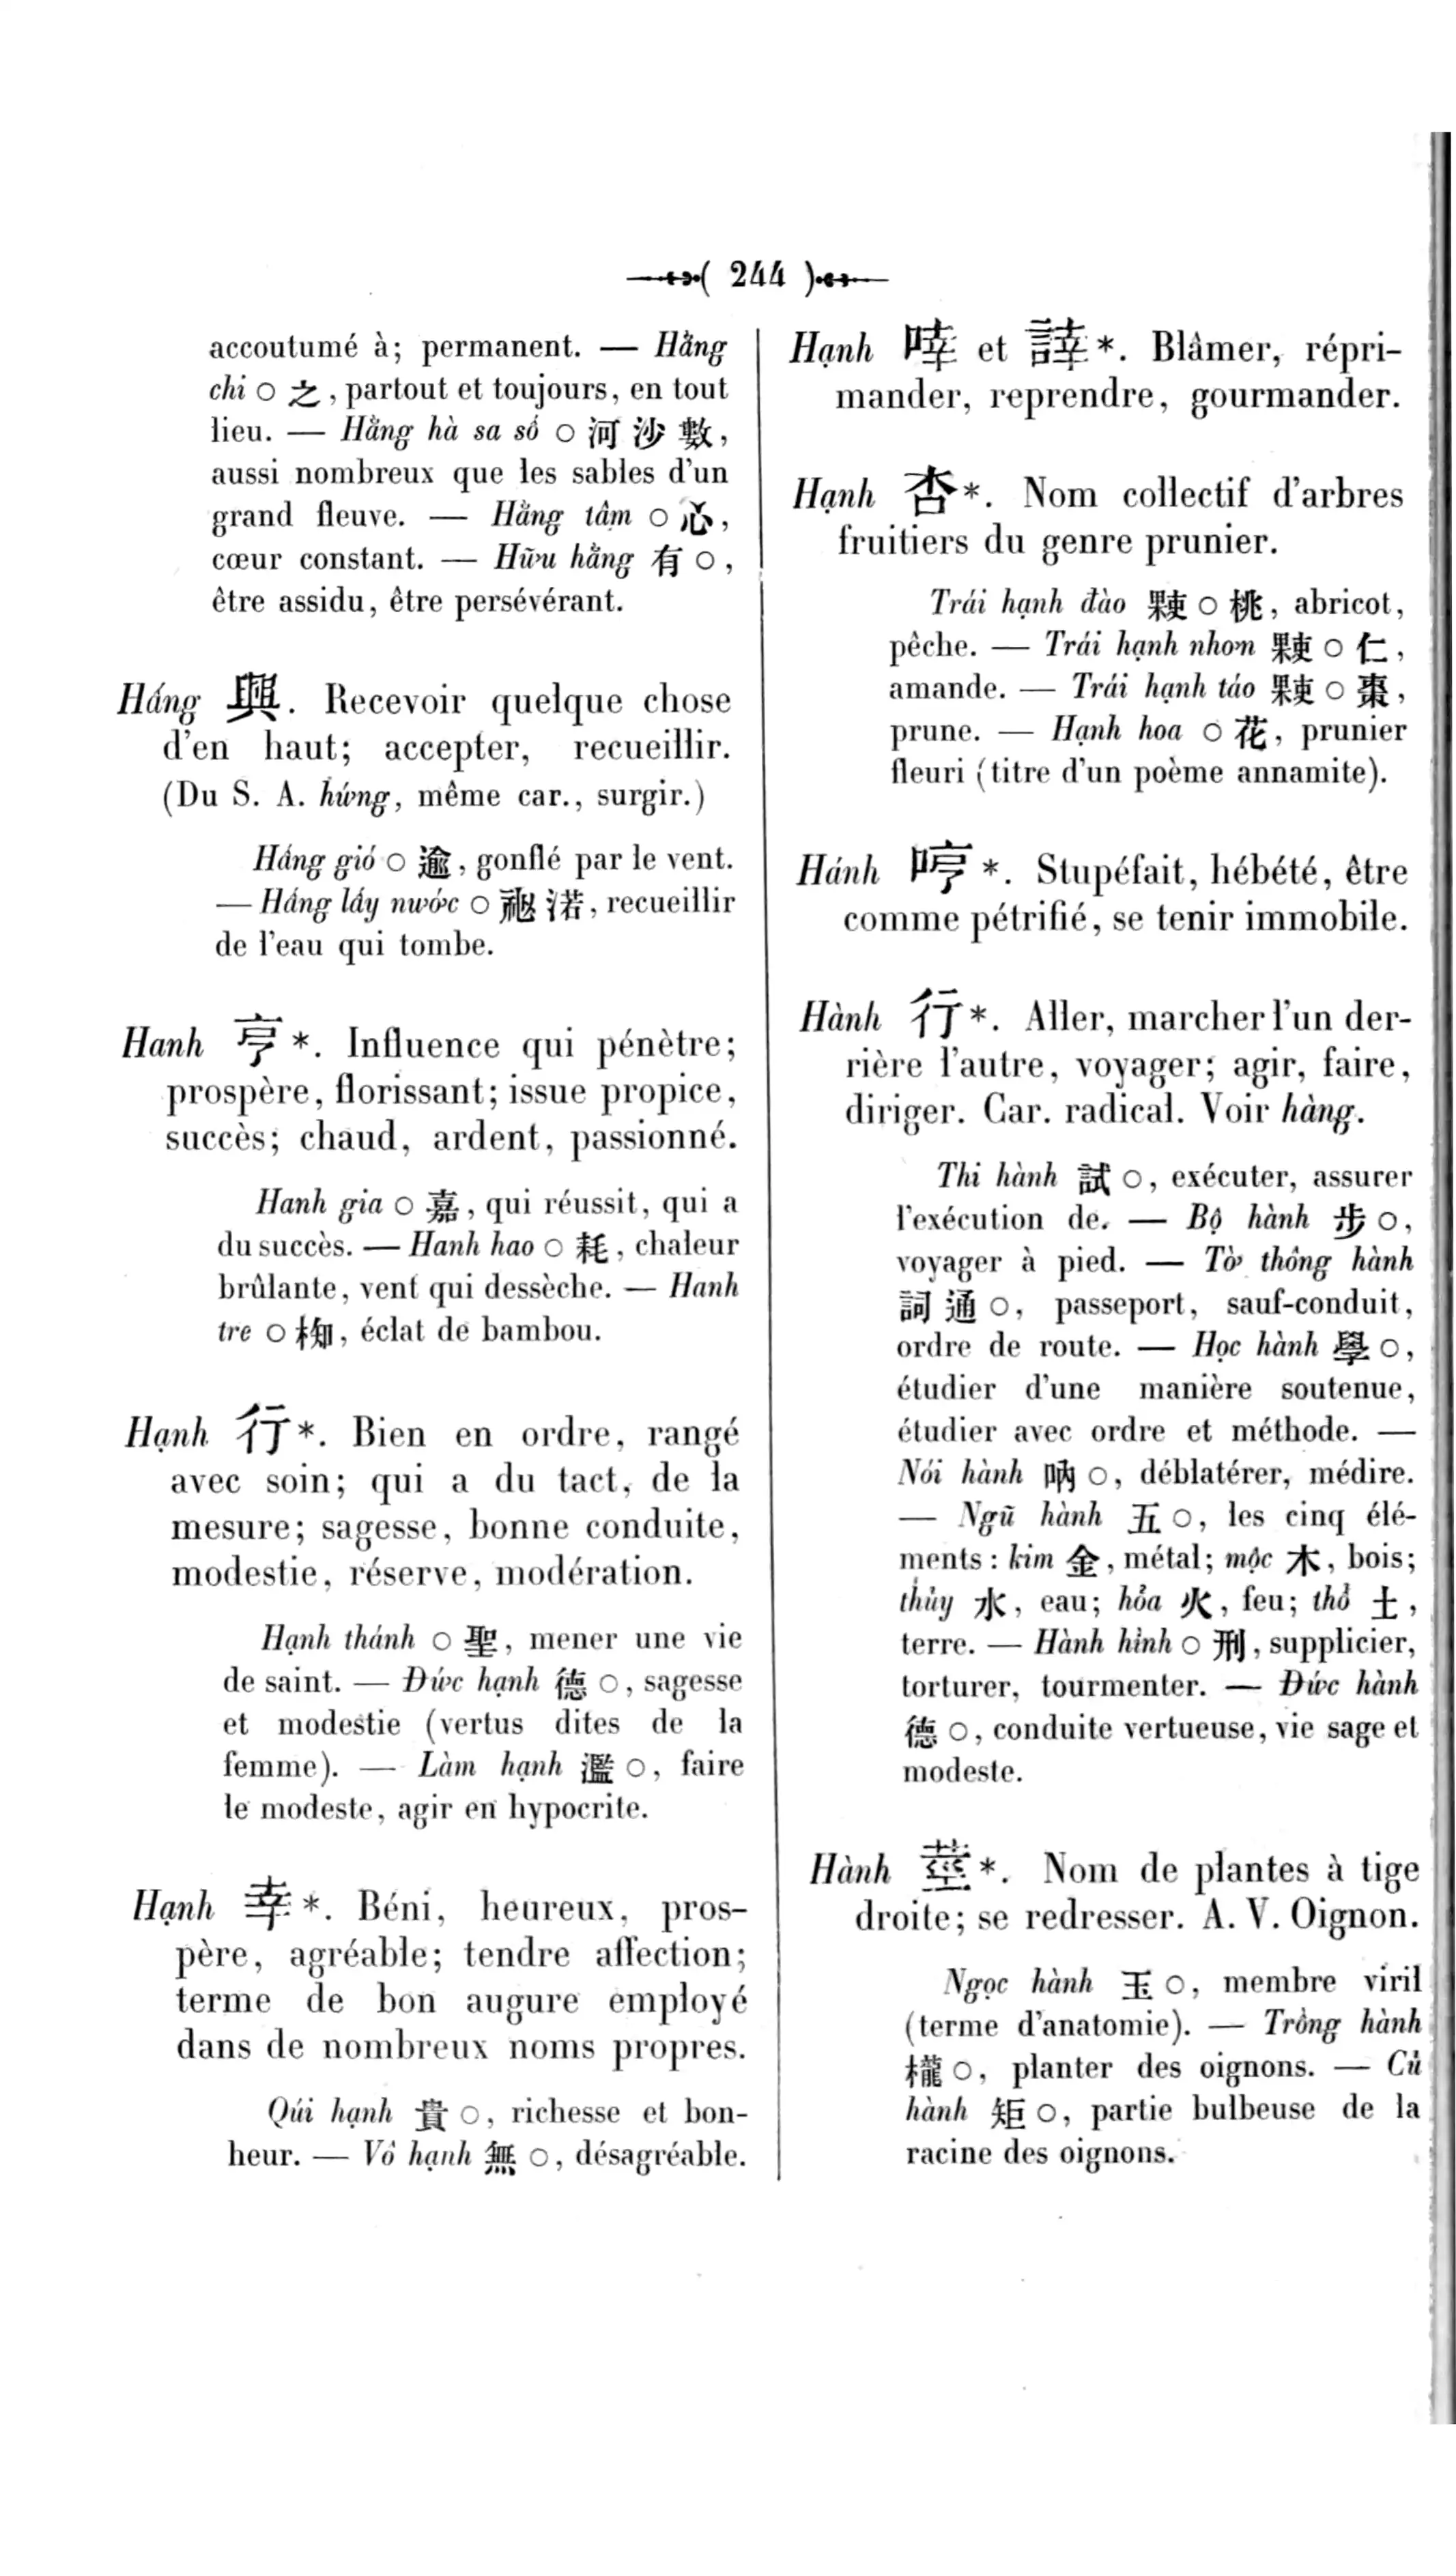 ( 244 )
accoutumé à; permanent. — Hằng
chi ○ 之, partout et toujours, en tout
lieu. — Hằng hà sa số ○ 河 沙 數,
aussi nombreux que les sables d'un
grand fleuve. — Hằng tâm ○ 心,
cœur constant. — Hữu hằng 有 ○,
être assidu, être persévérant.
Hấng 興. Recevoir quelque chose
d'en haut; accepter, recueillir.
(Du S. A. hứng, même car., surgir.)
Hấng gió ○, gonflé par le vent.
— Hấng lấy nước ○ 渃, recueillir
de l'eau qui tombe.
Hanh 亨 *. Influence qui pénètre;
prospère, florissant; issue propice,
succès; chaud, ardent, passionné.
Hanh gia ○ 嘉, qui réussit, qui a
du succès. — Hanh hao ○ 耗, chaleur
brûlante, vent qui dessèche. — Hanh
tre ○ 椥, éclat de bambou.
Hạnh 行 *. Bien en ordre, rangé
avec soin; qui a du tact, de la
mesure; sagesse, bonne conduite,
modestie, réserve, modération.
Hạnh thánh ○ 聖, mener une vie
de saint. — Đức hạnh 德 ○, sagesse
et modestie (vertus dites de la
femme). — Làm hạnh 濫 ○, faire
le modeste, agir en hypocrite.
Hạnh 幸 *. Béni, heureux, pros-
père, agréable; tendre affection;
terme de bon augure employé
dans de nombreux noms propres.
Qúi hạnh 貴 ○, richesse et bon-
heur. — Vô hạnh 無 ○, désagréable.
Hạnh 啈 et 諄 *. Blâmer, répri-
mander, reprendre, gourmander.
Hạnh 杏 *. Nom collectif d'arbres
fruitiers du genre prunier.
Trái hạnh đào ○ 桃, abricot,
pêche. — Trái hạnh nhơn ○ 仁,
amande. — Trái hạnh táo ○ 棗,
prune. — Hạnh hoa ○ 花, prunier
fleuri (titre d'un poème annamite).
Hánh 哼 *. Stupéfait, hébété, être
comme pétrifié, se tenir immobile.
Hành 行 *. Aller, marcher l'un der-
rière l'autre, voyager; agir, faire,
diriger. Car. radical. Voir hàng.
Thi hành 試 ○, exécuter, assurer
l'exécution de. — Bộ hành 步 ○,
voyager à pied. — Tờ thông hành
詞 通 ○, passeport, sauf-conduit,
ordre de route. — Học hành 學 ○,
étudier d'une manière soutenue,
étudier avec ordre et méthode. —
Nói hành 吶 ○, déblatérer, médire.
— Ngũ hành 五 ○, les cinq élé-
ments : kim 金, métal; mộc 木, bois;
thủy 水, eau; hỏa 火, feu; thổ 土,
terre. — Hành hình ○ 刑, supplicier,
torturer, tourmenter. — Đức hành
德 ○, conduite vertueuse, vie sage et
modeste.
Hành 莖 *. Nom de plantes à tige
droite; se redresser. A. V. Oignon.
Ngọc hành 玉 ○, membre viril
(terme d'anatomie). — Trồng hành
櫳 ○, planter des oignons. — Củ
hành 矩 ○, partie bulbeuse de la
racine des oignons.